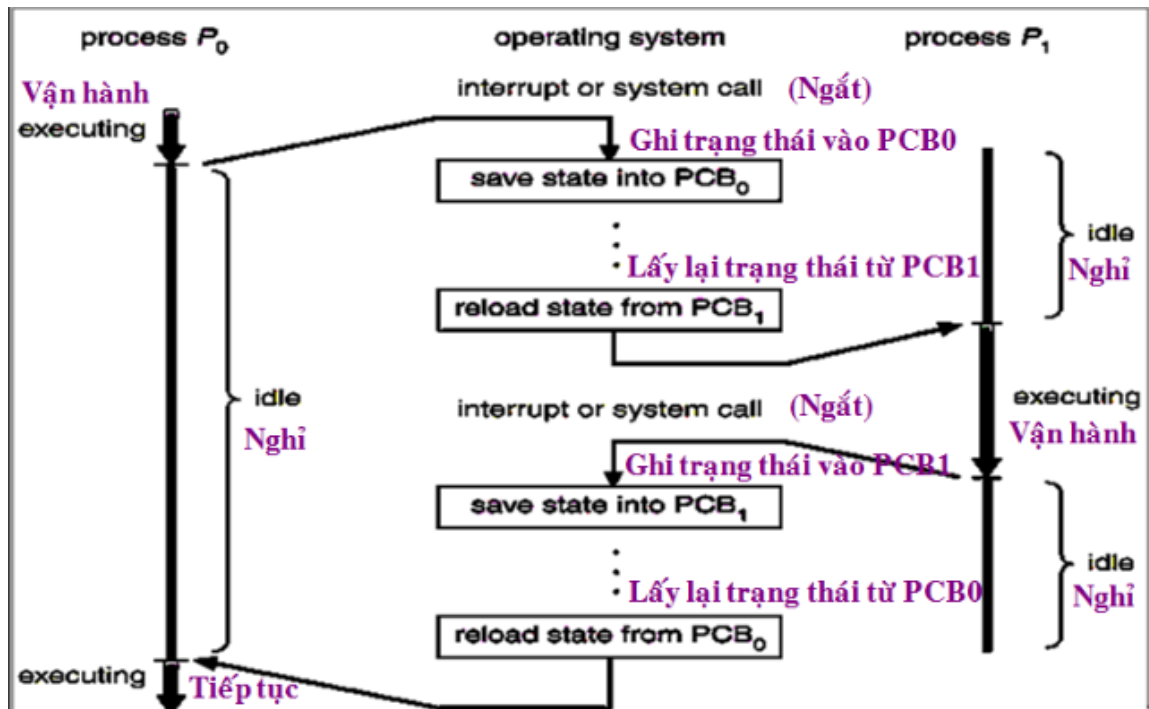 process P0 operating system process P1
interrupt or system call (Ngắt)
Vận hành
executing
Ghi trạng thái vào PCB0
save state into PCB0
idle
Nghỉ
Lấy lại trạng thái từ PCB1
reload state from PCB1
idle
Nghỉ
interrupt or system call (Ngắt)
executing
Vận hành
Ghi trạng thái vào PCB1
save state into PCB1
idle
Nghỉ
Lấy lại trạng thái từ PCB0
reload state from PCB0
executing
Tiếp tục